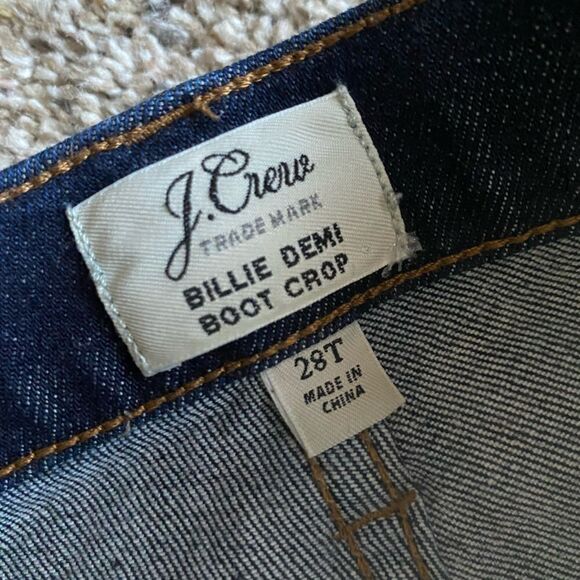 J.Crew
TRADE MARK
BILLIE DEMI
BOOT CROP
28T
MADE IN
CHINA